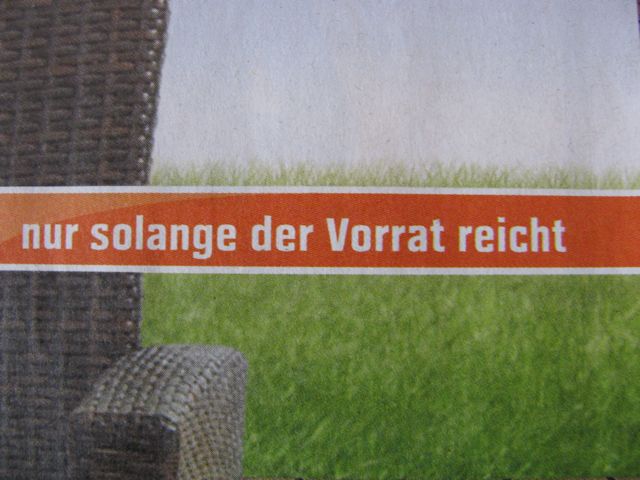 nur solange der Vorrat reicht